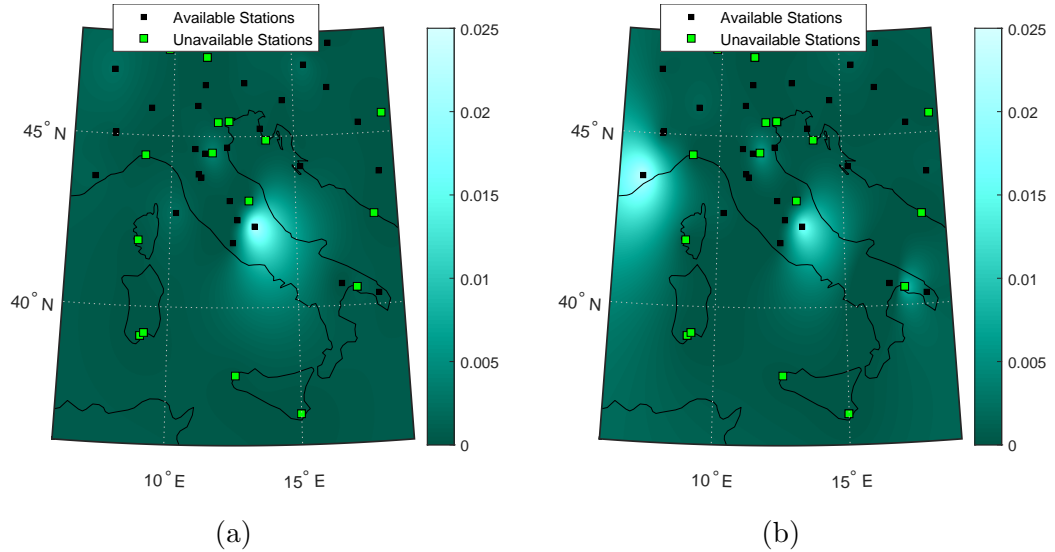 Available Stations
Unavailable Stations
45° N
40° N
10° E
15° E
0.025
0.02
0.015
0.01
0.005
0
(a)
Available Stations
Unavailable Stations
45° N
40° N
10° E
15° E
0.025
0.02
0.015
0.01
0.005
0
(b)